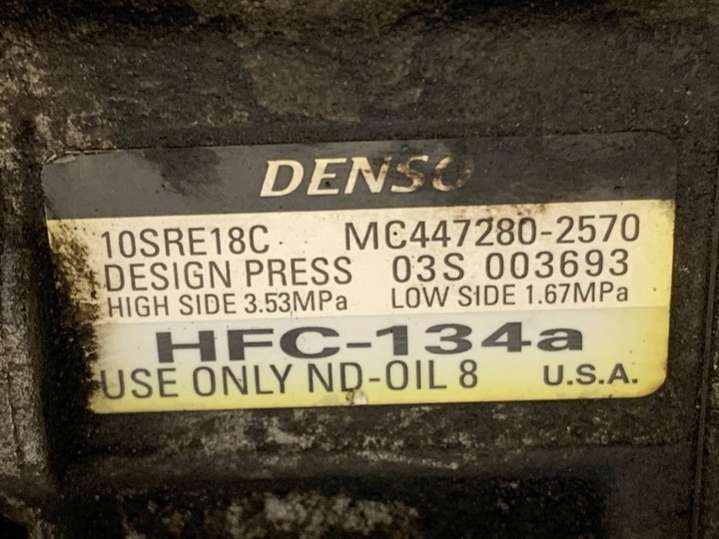 DENSO
10SRE18C MC447280-2570
DESIGN PRESS 03S 003693
HIGH SIDE 3.53MPa LOW SIDE 1.67MPa
HFC-134a
USE ONLY ND-OIL 8 U.S.A.